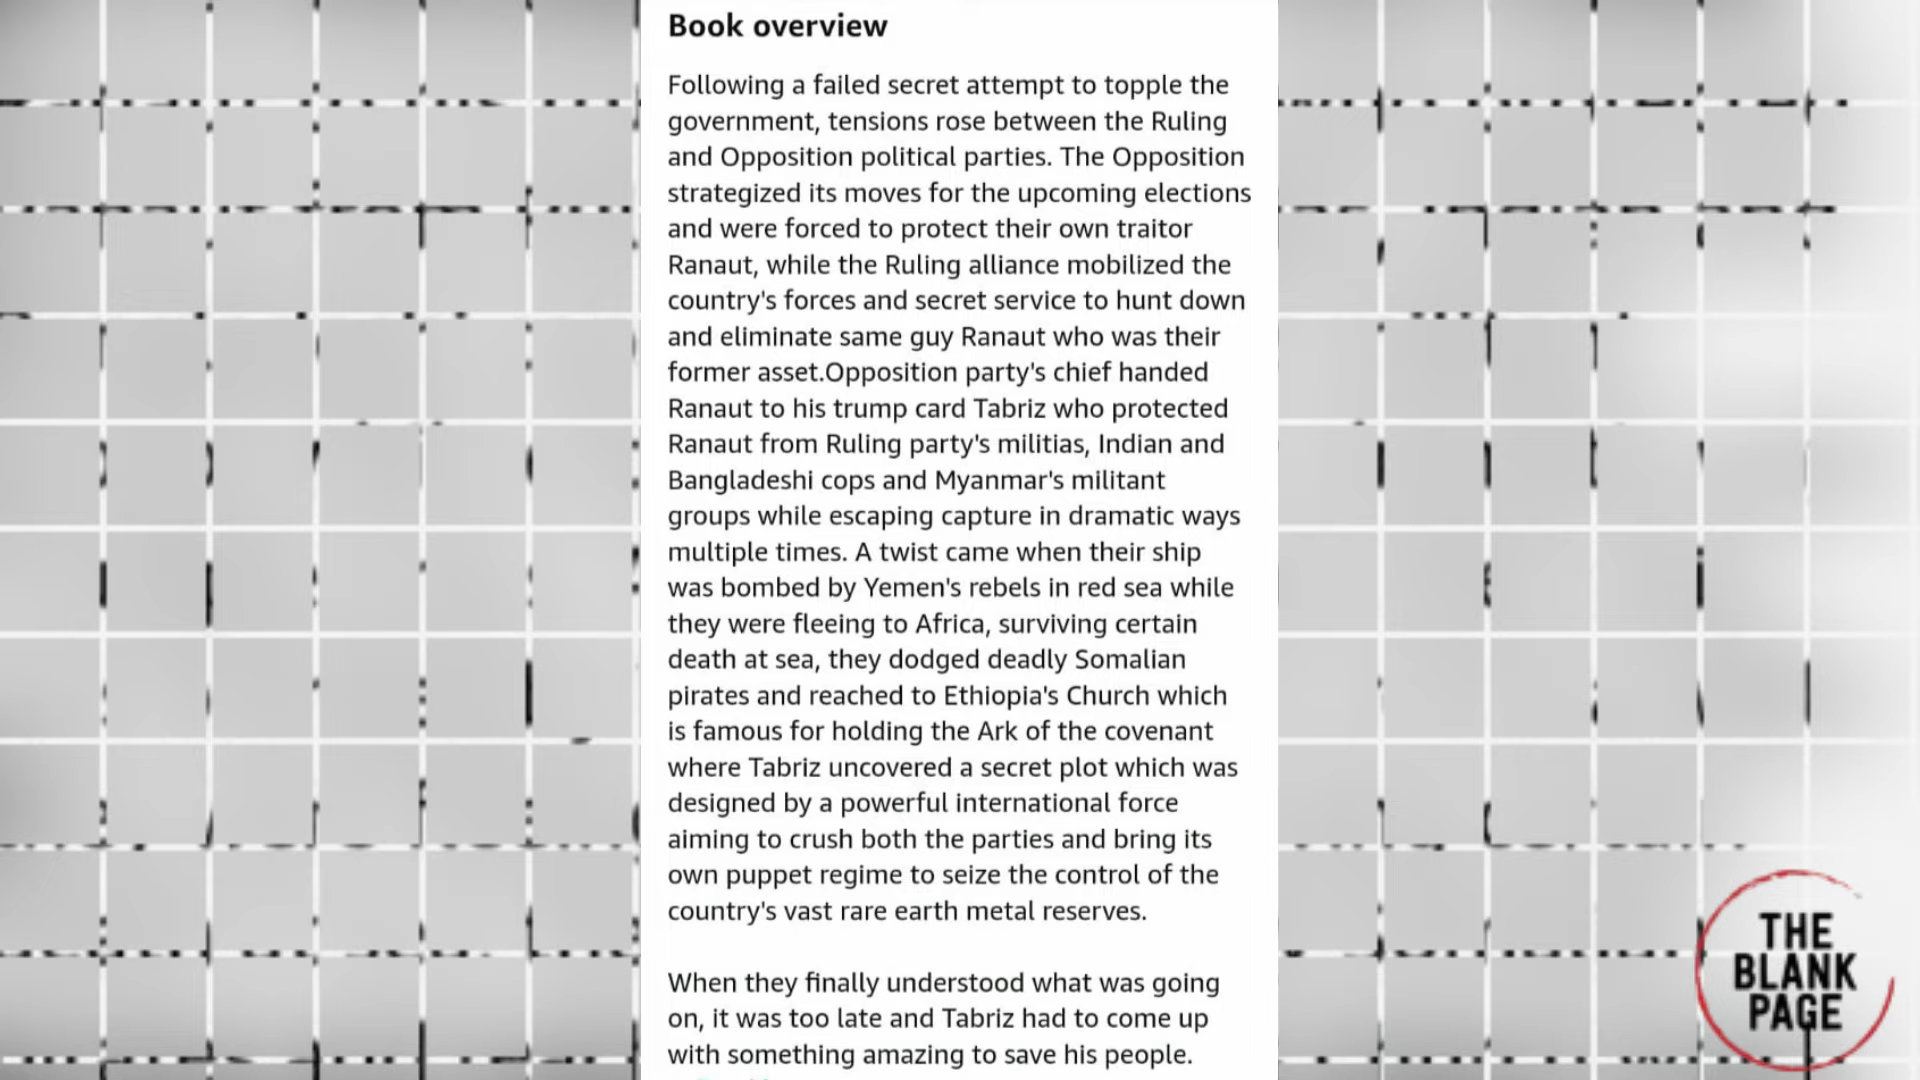 Book overview
Following a failed secret attempt to topple the
government, tensions rose between the Ruling
and Opposition political parties. The Opposition
strategized its moves for the upcoming elections
and were forced to protect their own traitor
Ranaut, while the Ruling alliance mobilized the
country's forces and secret service to hunt down
and eliminate same guy Ranaut who was their
former asset.Opposition party's chief handed
Ranaut to his trump card Tabriz who protected
Ranaut from Ruling party's militias, Indian and
Bangladeshi cops and Myanmar's militant
groups while escaping capture in dramatic ways
multiple times. A twist came when their ship
was bombed by Yemen's rebels in red sea while
they were fleeing to Africa, surviving certain
death at sea, they dodged deadly Somalian
pirates and reached to Ethiopia's Church which
is famous for holding the Ark of the covenant
where Tabriz uncovered a secret plot which was
designed by a powerful international force
aiming to crush both the parties and bring its
own puppet regime to seize the control of the
country's vast rare earth metal reserves.
When they finally understood what was going
on, it was too late and Tabriz had to come up
with something amazing to save his people.
THE
BLANK
PAGE